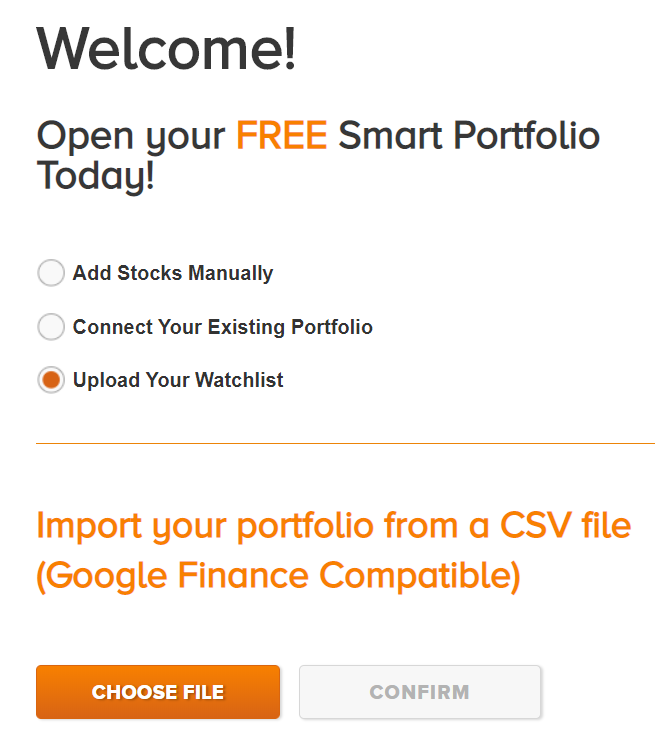 Welcome!
Open your FREE Smart Portfolio
Today!
Add Stocks Manually
Connect Your Existing Portfolio
Upload Your Watchlist
Import your portfolio from a CSV file
(Google Finance Compatible)
CHOOSE FILE
CONFIRM